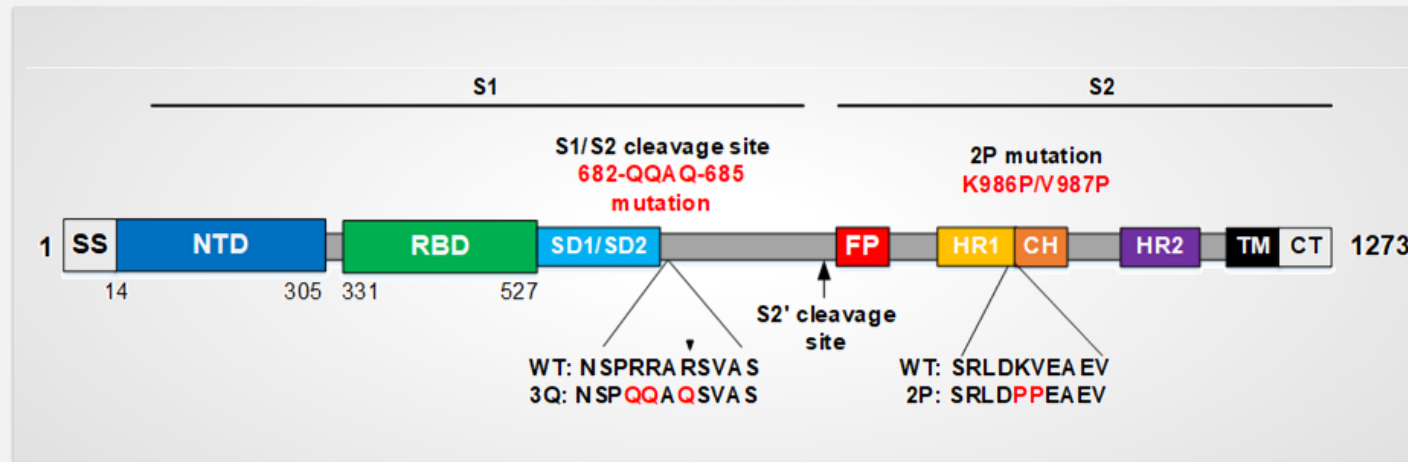 S1
S2
S1/S2 cleavage site
682-QQAQ-685
mutation
2P mutation
K986P/V987P
1 SS NTD RBD SD1/SD2 FP HR1 CH HR2 TM CT 1273
14 305 331 527
S2' cleavage
site
WT: NSPRRARSVAS
3Q: NSPQQAQSVAS
WT: SRLDKVEAEV
2P: SRLDPPEAEV